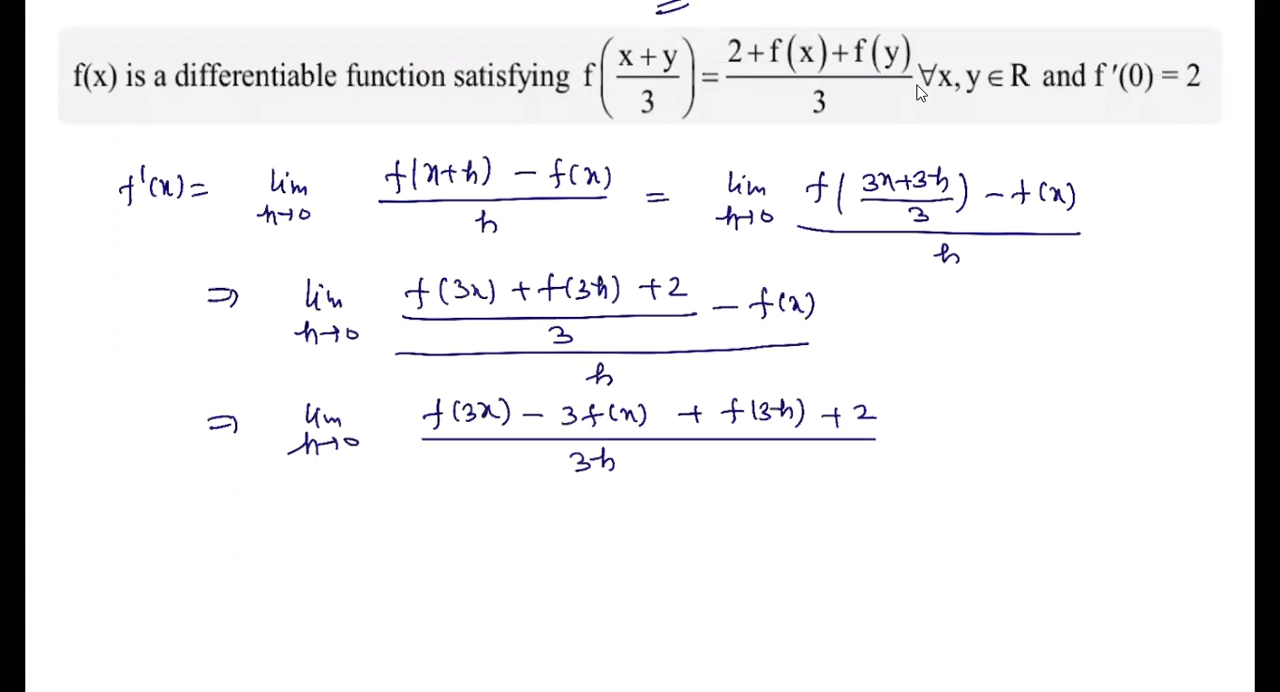 f(x) is a differentiable function satisfying f((x+y)/3) = (2+f(x)+f(y))/3 ∀x, y ∈ R and f ′(0) = 2
f'(x) = lim h→0 (f(x+h) − f(x))/h = lim h→0 (f((3x+3h)/3) − f(x))/h
⇒ lim h→0 ((f(3x) + f(3h) + 2)/3 − f(x))/h
⇒ lim h→0 (f(3x) − 3f(x) + f(3h) + 2)/3h